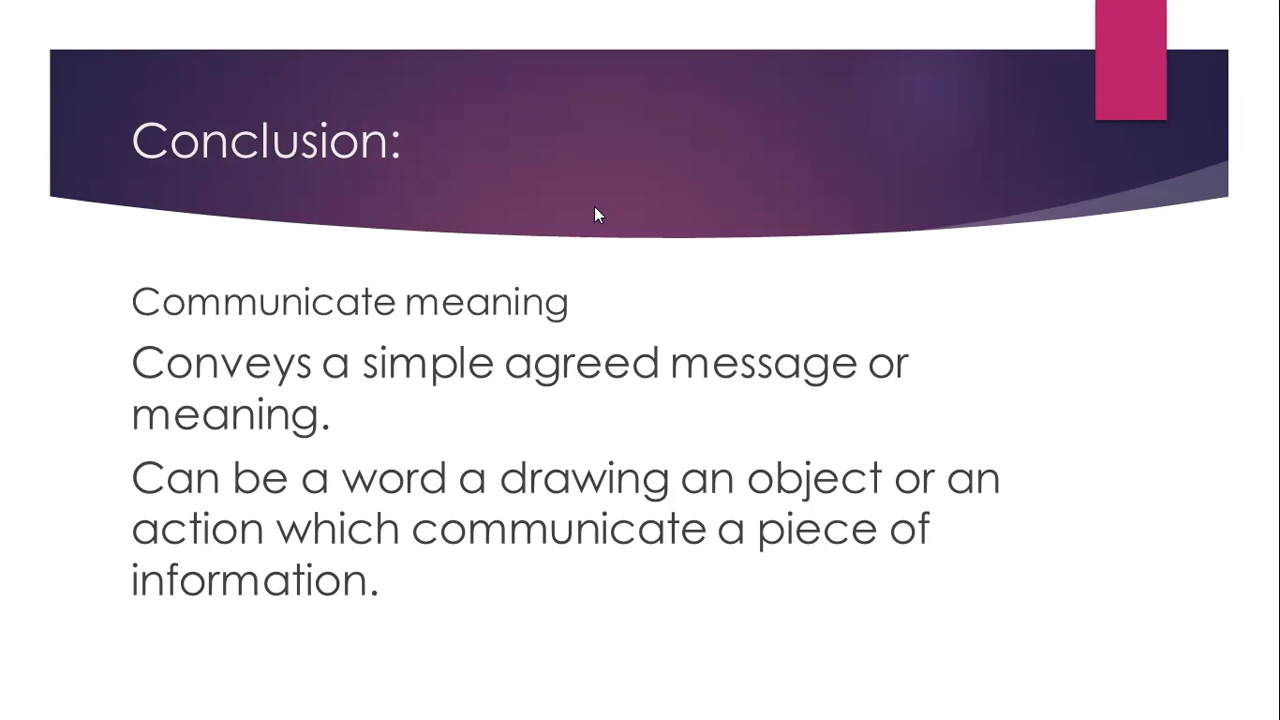 Conclusion:
Communicate meaning
Conveys a simple agreed message or
meaning.
Can be a word a drawing an object or an
action which communicate a piece of
information.